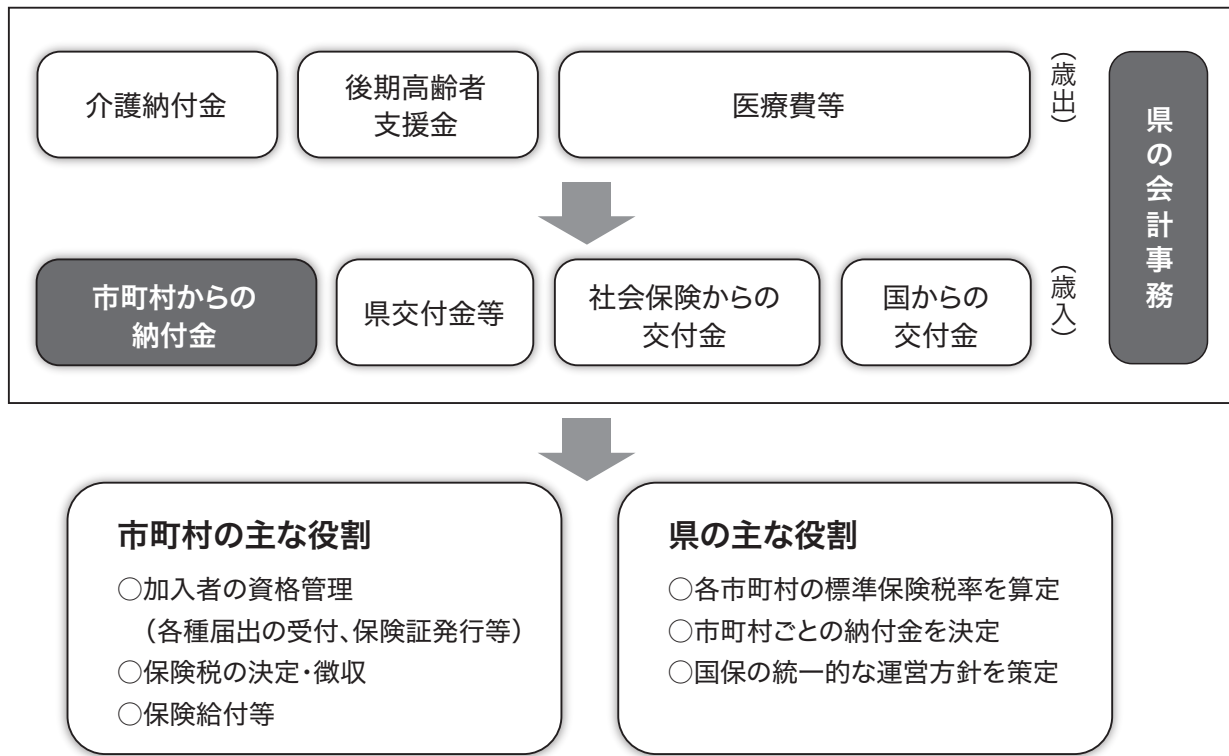 介護納付金
後期高齢者
支援金
医療費等
(歳出)
県の会計事務
市町村からの
納付金
県交付金等
社会保険からの
交付金
国からの
交付金
(歳入)
市町村の主な役割
○加入者の資格管理
（各種届出の受付、保険証発行等）
○保険税の決定・徴収
○保険給付等
県の主な役割
○各市町村の標準保険税率を算定
○市町村ごとの納付金を決定
○国保の統一的な運営方針を策定